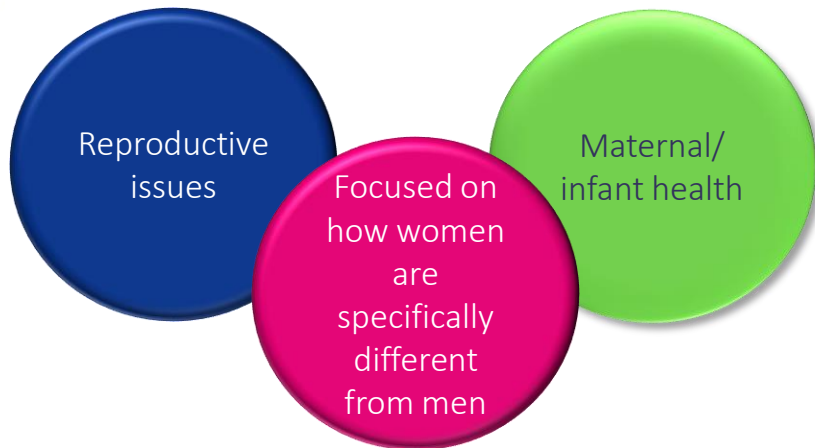 Reproductive
issues
Focused on
how women
are
specifically
different
from men
Maternal/
infant health